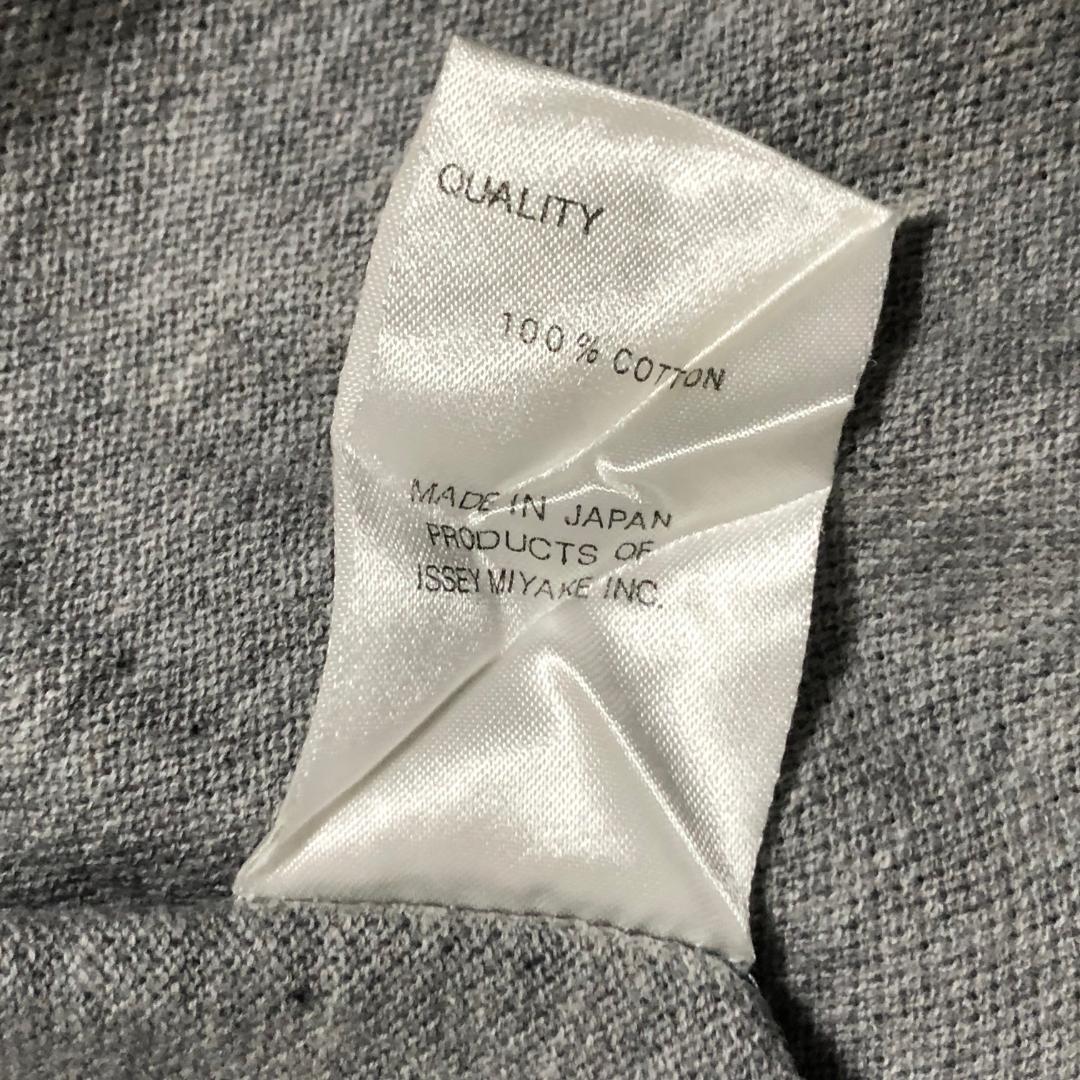 QUALITY
100% COTTON
MADE IN JAPAN
PRODUCTS OF
ISSEY MIYAKE INC.